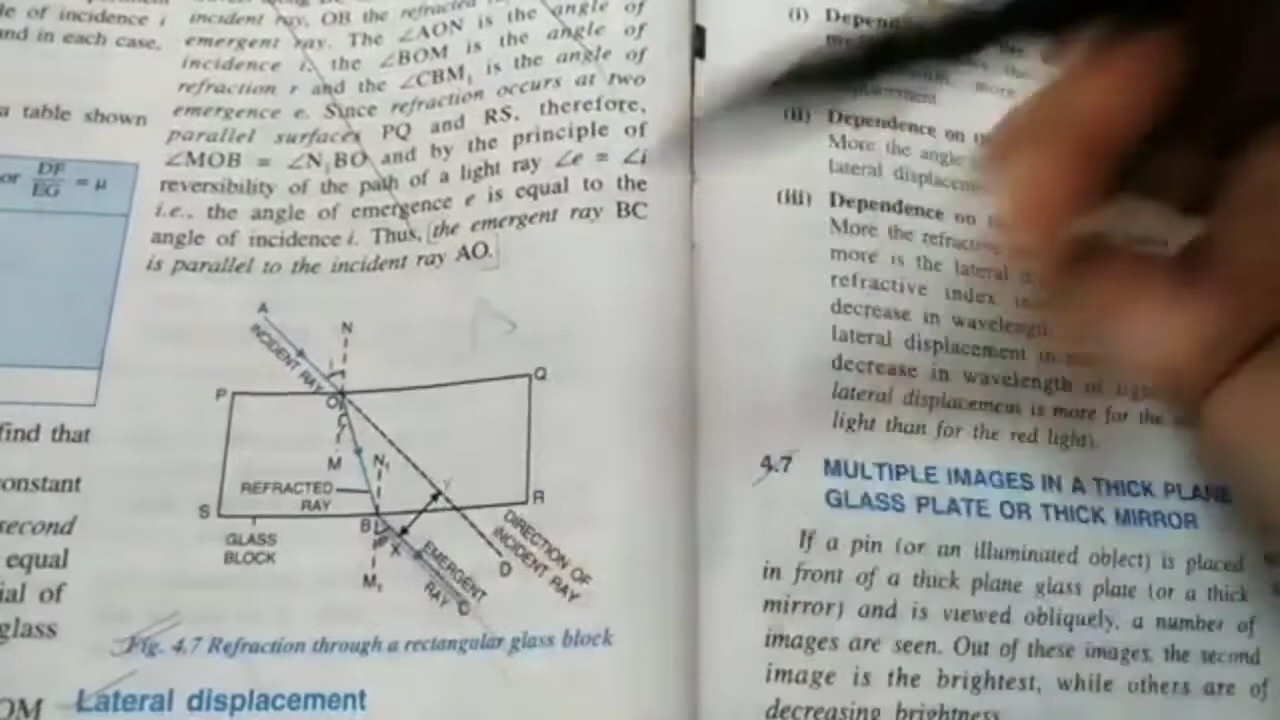 le of incidence i
and in each case,
a table shown
or DF/EG = μ
find that
constant
second
equal
ial of
glass
OM
incident ray, OB the refracted
emergent ray. The ∠AON is the angle of
incidence i, the ∠BOM is the angle of
refraction r and the ∠CBM₁ is the angle of
emergence e. Since refraction occurs at two
parallel surfaces PQ and RS, therefore,
∠MOB = ∠N₁BO and by the principle of
reversibility of the path of a light ray ∠e = ∠i
i.e., the angle of emergence e is equal to the
angle of incidence i. Thus, the emergent ray BC
is parallel to the incident ray AO.
A
N
INCIDENT RAY
i
P
Q
O
M
N₁
Y
REFRACTED
RAY
S
R
B
X
GLASS
BLOCK
M₁
EMERGENT
RAY
C
D
DIRECTION OF
INCIDENT RAY
Fig. 4.7 Refraction through a rectangular glass block
Lateral displacement
(i)
the
more
(ii) Dependence on
More the angle
lateral
(iii) Dependence on
More the
more is the lateral
refractive index
decrease in
lateral displacement
decrease in wavelength of
lateral displacement is more for the
light than for the red light).
4.7 MULTIPLE IMAGES IN A THICK PLANE
GLASS PLATE OR THICK MIRROR
If a pin (or an illuminated object) is placed
in front of a thick plane glass plate (or a thick
mirror) and is viewed obliquely, a number of
images are seen. Out of these images, the second
image is the brightest, while others are of
decreasing brightness.